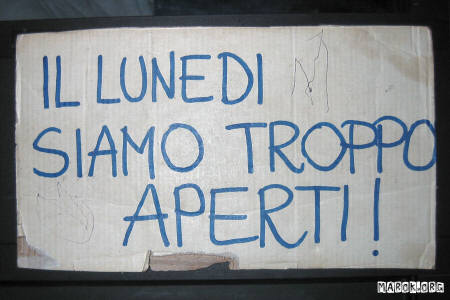 IL LUNEDI
SIAMO TROPPO
APERTI!
MAROK.ORG